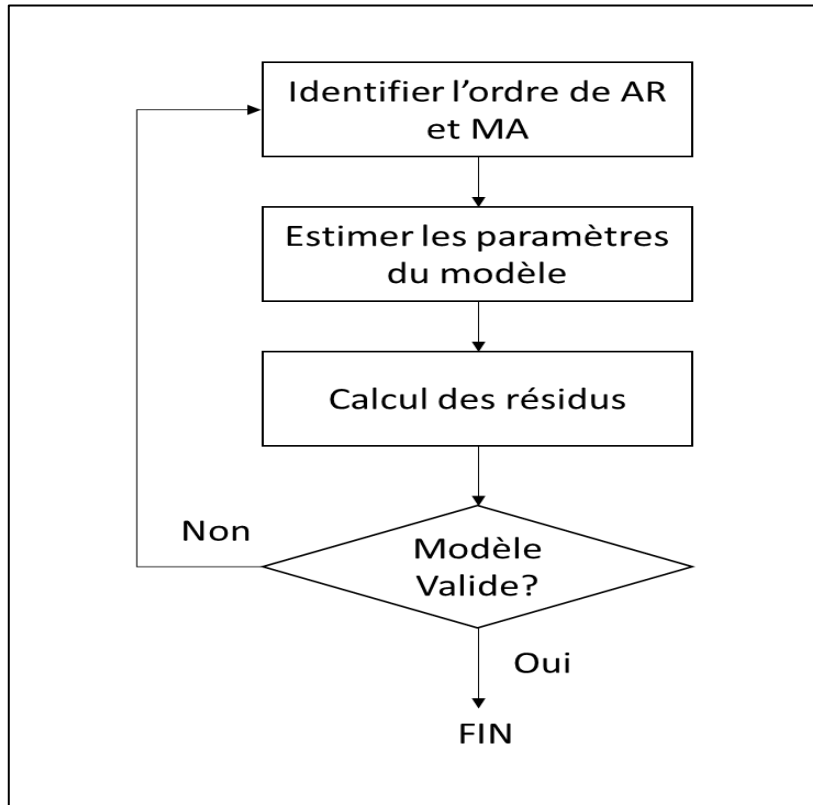 Identifier l'ordre de AR
et MA
Estimer les paramètres
du modèle
Calcul des résidus
Non
Modèle
Valide?
Oui
FIN